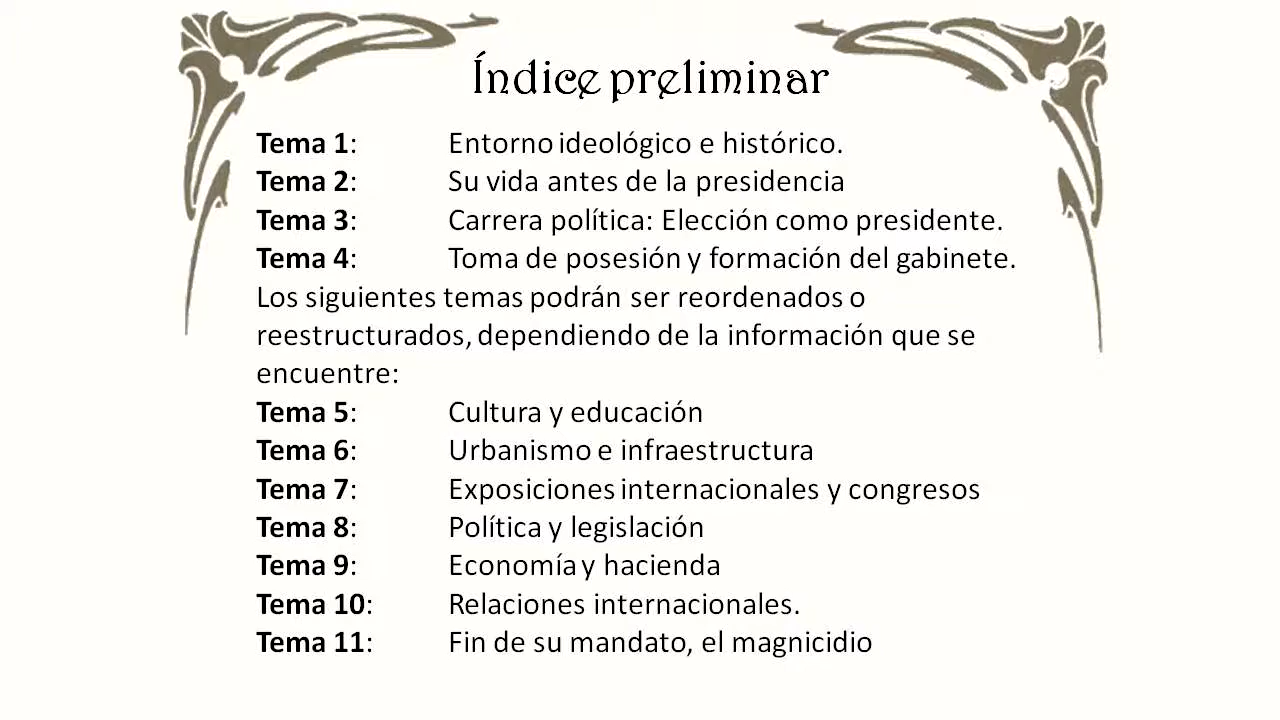 Índice preliminar
Tema 1: Entorno ideológico e histórico.
Tema 2: Su vida antes de la presidencia
Tema 3: Carrera política: Elección como presidente.
Tema 4: Toma de posesión y formación del gabinete.
Los siguientes temas podrán ser reordenados o
reestructurados, dependiendo de la información que se
encuentre:
Tema 5: Cultura y educación
Tema 6: Urbanismo e infraestructura
Tema 7: Exposiciones internacionales y congresos
Tema 8: Política y legislación
Tema 9: Economía y hacienda
Tema 10: Relaciones internacionales.
Tema 11: Fin de su mandato, el magnicidio